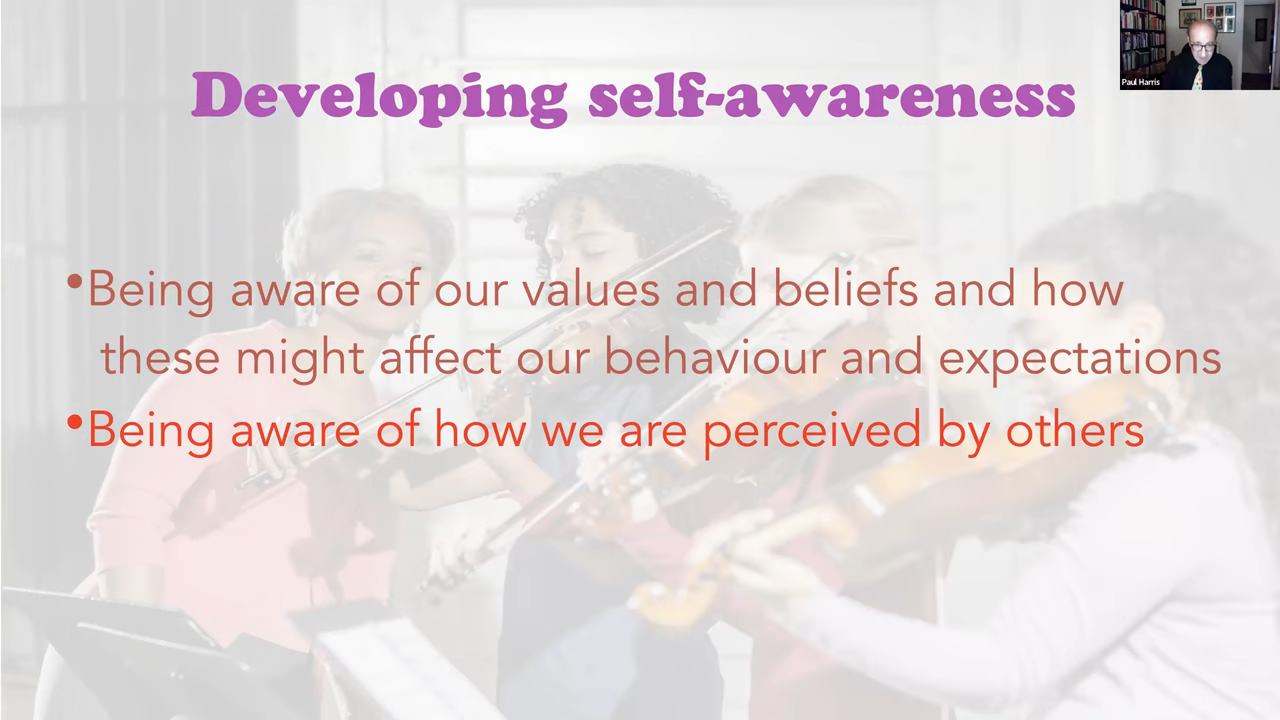 Developing self-awareness
Paul Harris
•Being aware of our values and beliefs and how
these might affect our behaviour and expectations
•Being aware of how we are perceived by others